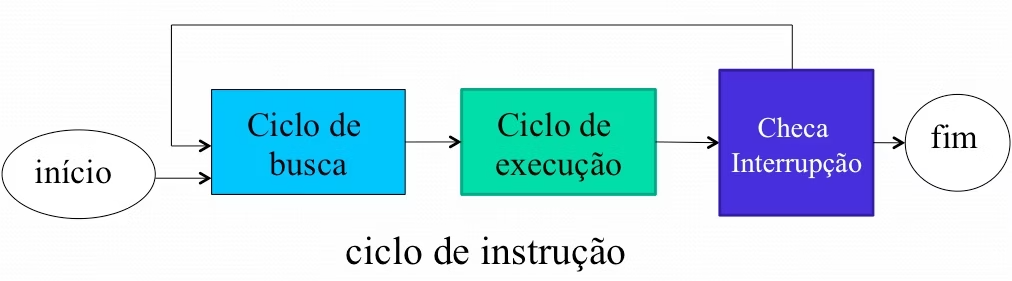 início
Ciclo de
busca
Ciclo de
execução
Checa
Interrupção
fim
ciclo de instrução